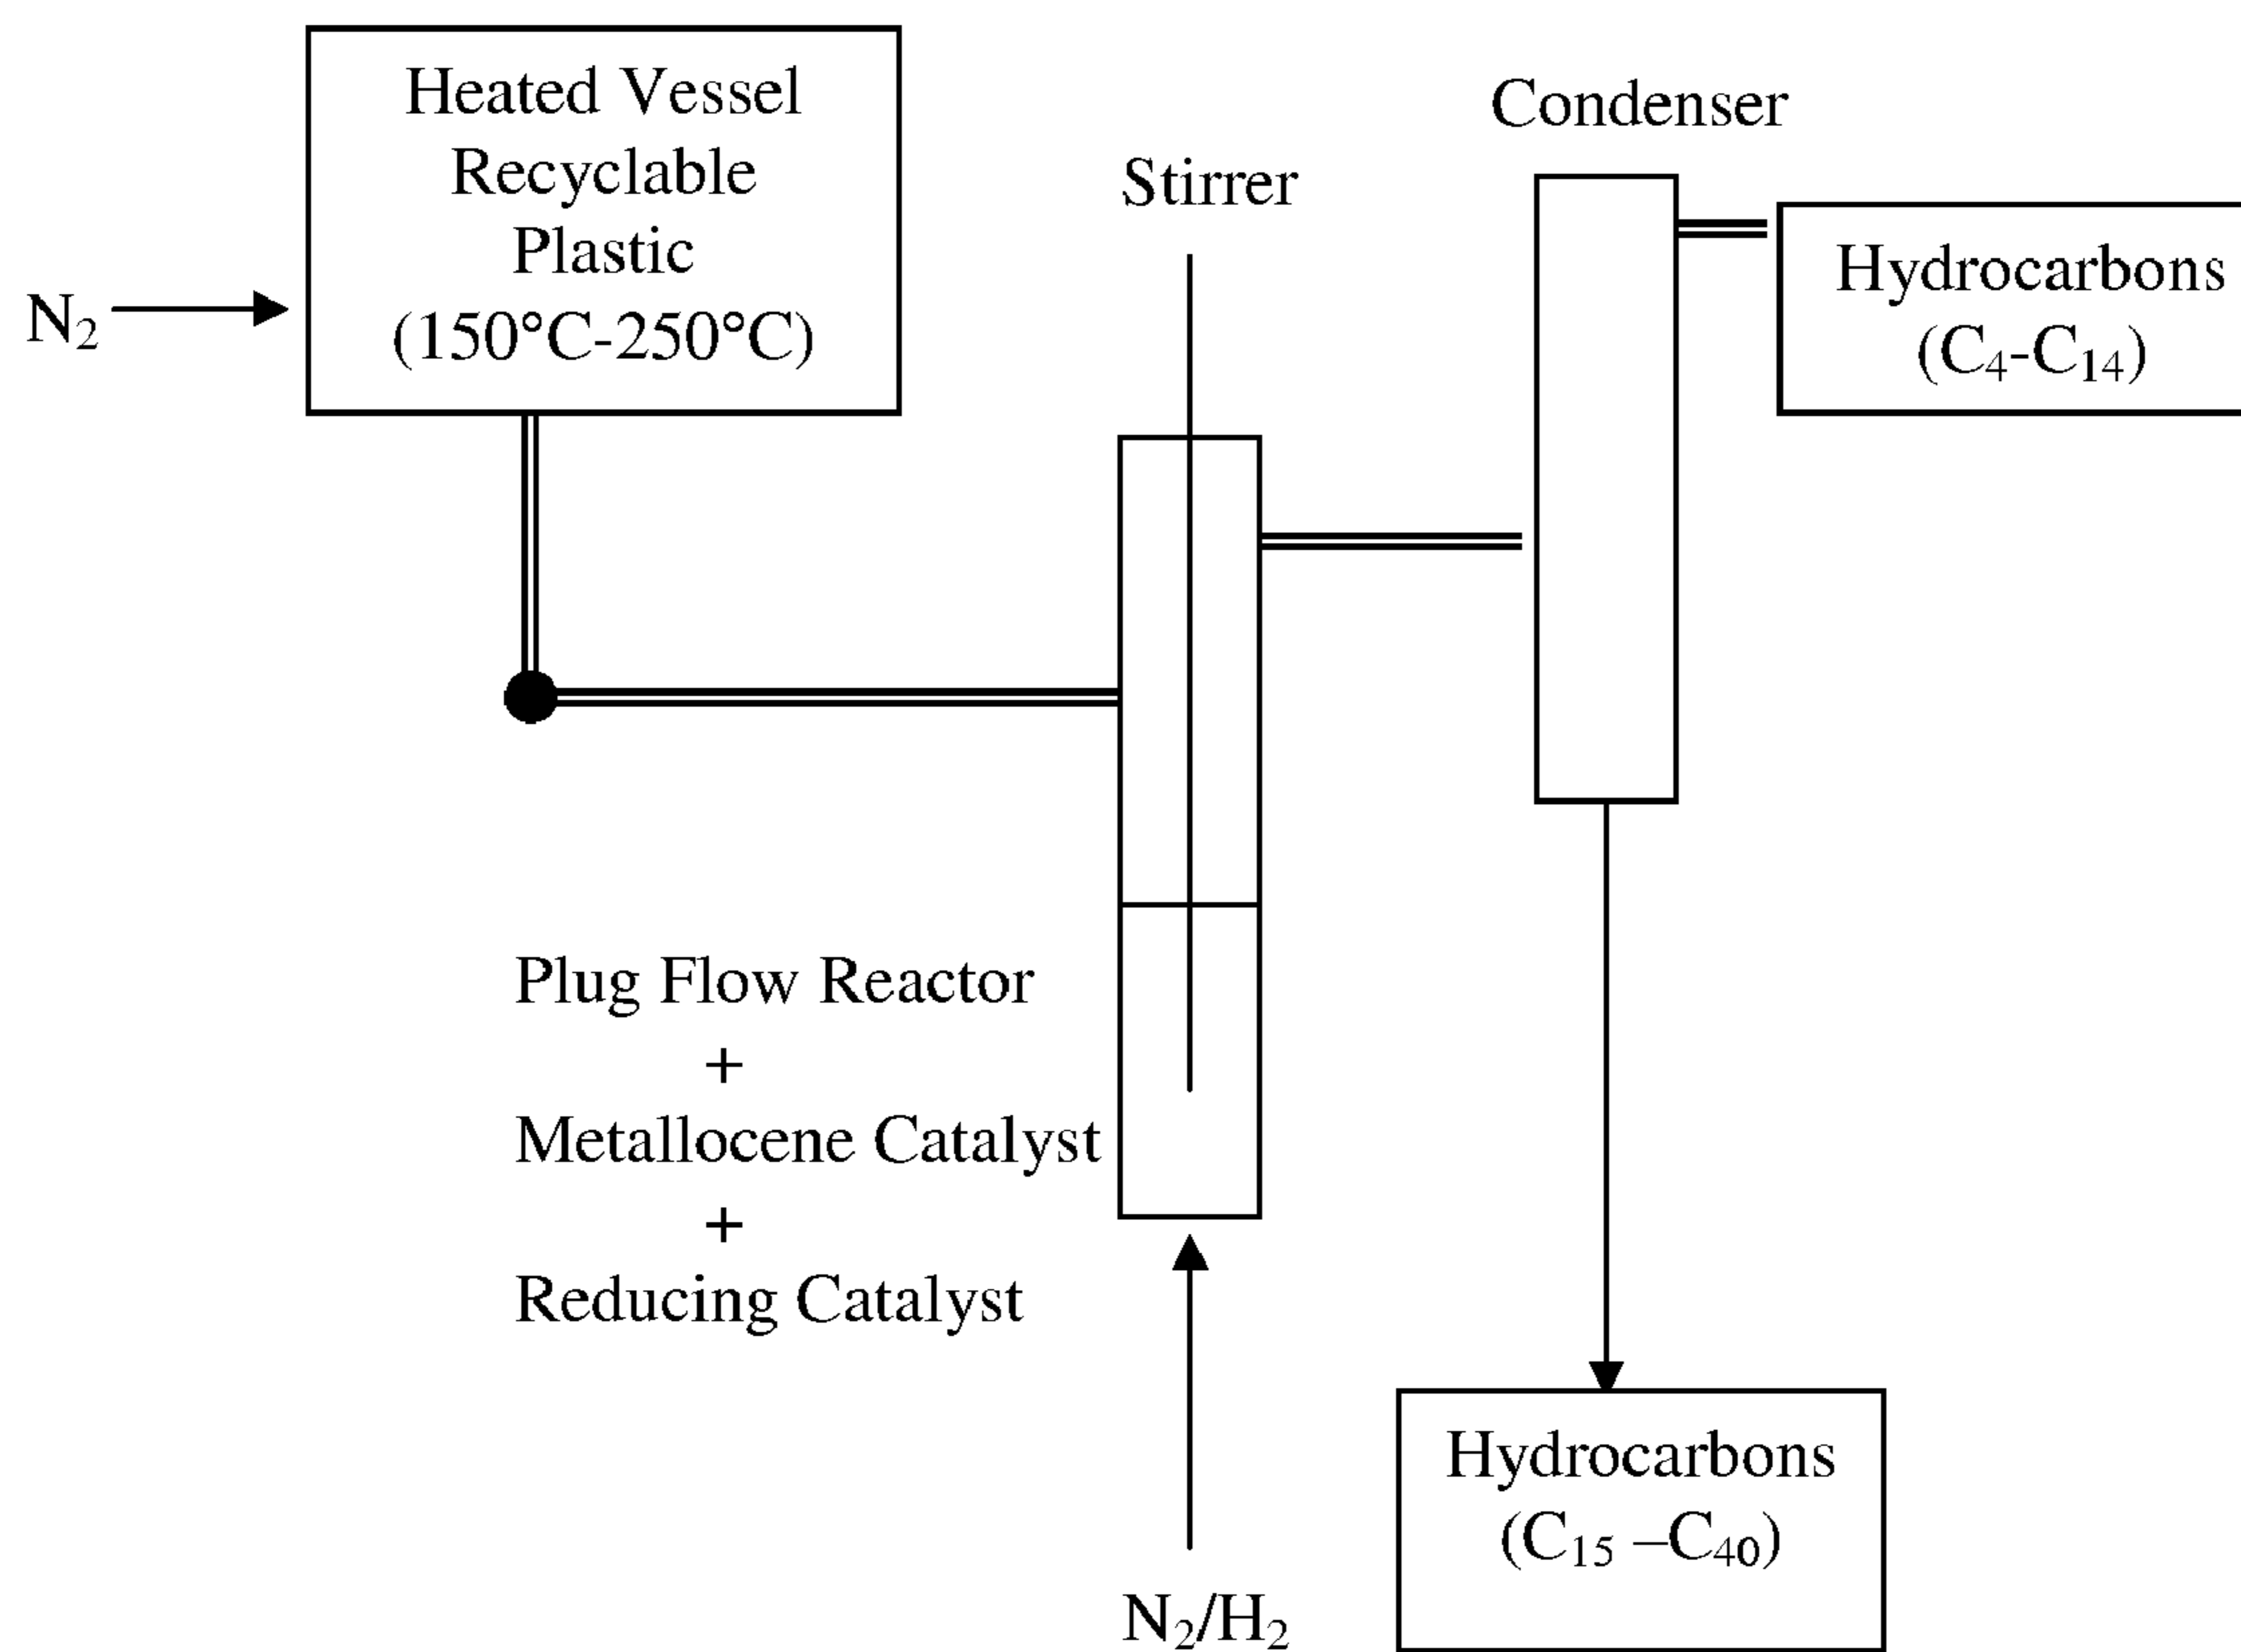 Heated Vessel
Recyclable
Plastic
(150°C-250°C)
N₂
Stirrer
Condenser
Hydrocarbons
(C₄-C₁₄)
Plug Flow Reactor
+
Metallocene Catalyst
+
Reducing Catalyst
N₂/H₂
Hydrocarbons
(C₁₅ –C₄₀)